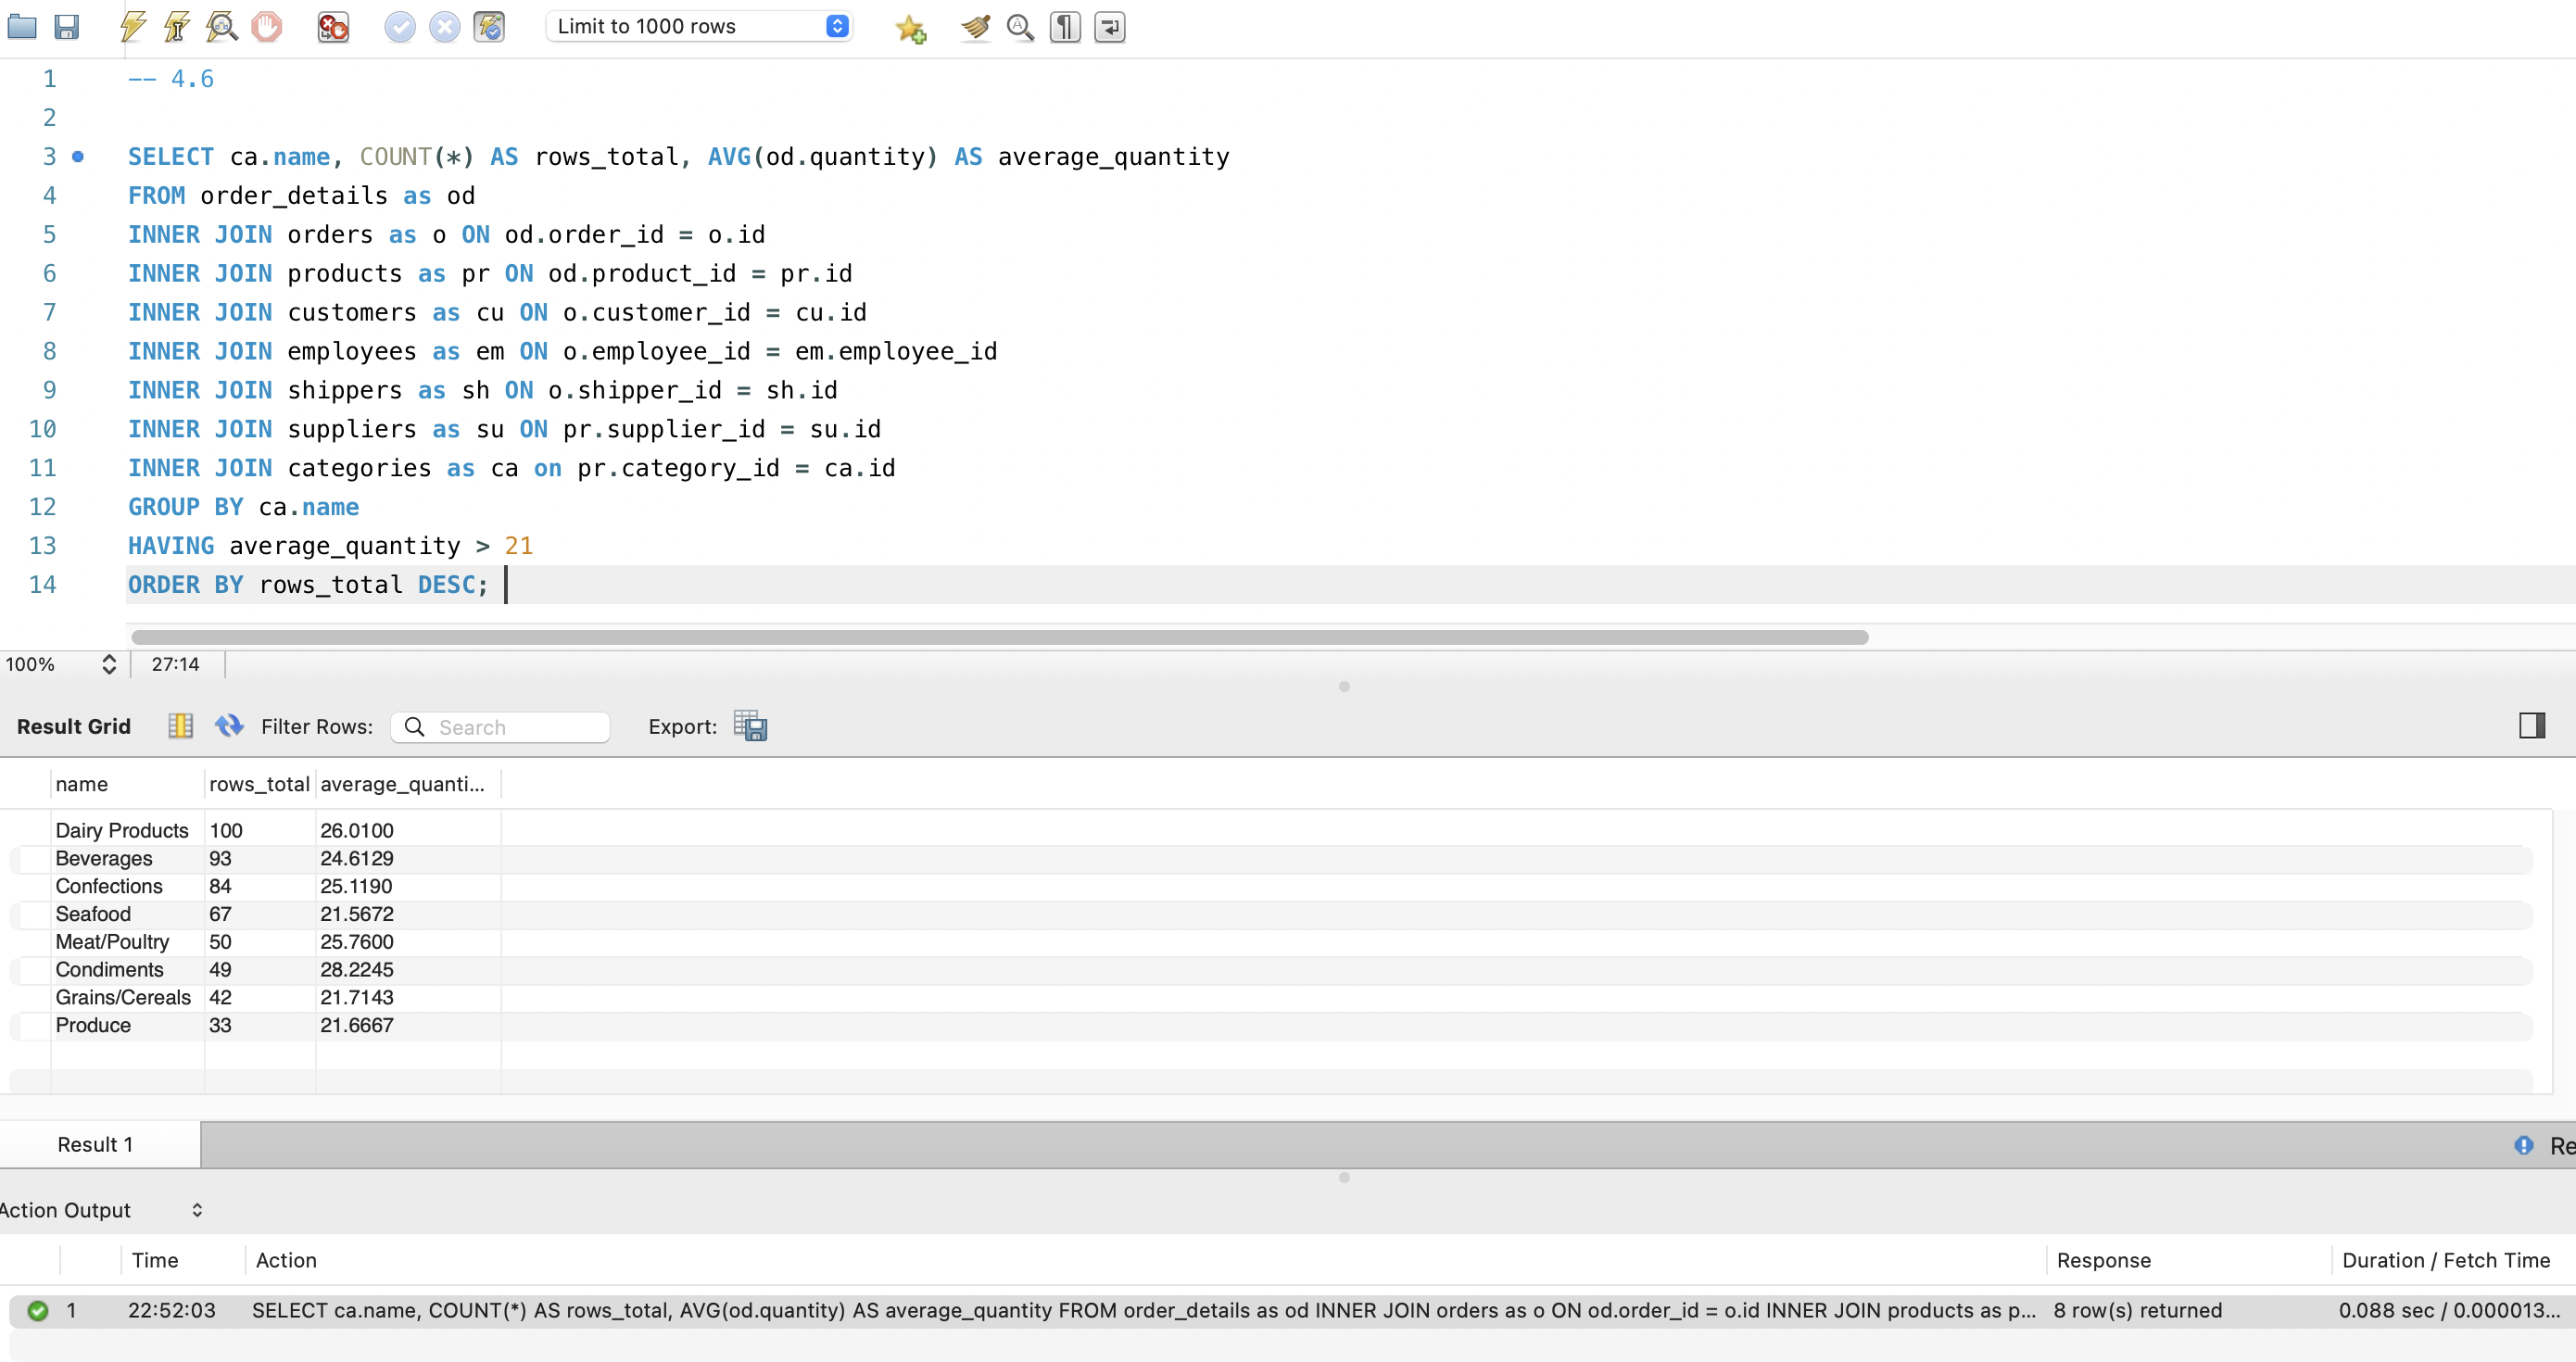 Limit to 1000 rows
1 -- 4.6
2
3 SELECT ca.name, COUNT(*) AS rows_total, AVG(od.quantity) AS average_quantity
4 FROM order_details as od
5 INNER JOIN orders as o ON od.order_id = o.id
6 INNER JOIN products as pr ON od.product_id = pr.id
7 INNER JOIN customers as cu ON o.customer_id = cu.id
8 INNER JOIN employees as em ON o.employee_id = em.employee_id
9 INNER JOIN shippers as sh ON o.shipper_id = sh.id
10 INNER JOIN suppliers as su ON pr.supplier_id = su.id
11 INNER JOIN categories as ca on pr.category_id = ca.id
12 GROUP BY ca.name
13 HAVING average_quantity > 21
14 ORDER BY rows_total DESC;
100% 27:14
Result Grid Filter Rows: Search Export:
name rows_total average_quanti...
Dairy Products 100 26.0100
Beverages 93 24.6129
Confections 84 25.1190
Seafood 67 21.5672
Meat/Poultry 50 25.7600
Condiments 49 28.2245
Grains/Cereals 42 21.7143
Produce 33 21.6667
Result 1 Re
Action Output
Time Action Response Duration / Fetch Time
1 22:52:03 SELECT ca.name, COUNT(*) AS rows_total, AVG(od.quantity) AS average_quantity FROM order_details as od INNER JOIN orders as o ON od.order_id = o.id INNER JOIN products as p... 8 row(s) returned 0.088 sec / 0.000013...